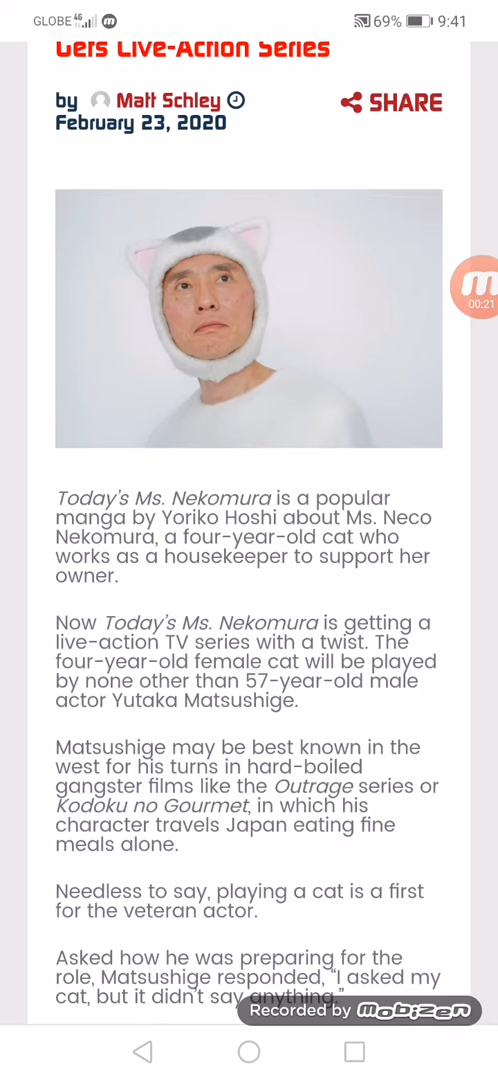 GLOBE 4G 69% 9:41
Gets Live-Action Series
by Matt Schley
February 23, 2020
SHARE
00:21
Today's Ms. Nekomura is a popular
manga by Yoriko Hoshi about Ms. Neco
Nekomura, a four-year-old cat who
works as a housekeeper to support her
owner.
Now Today's Ms. Nekomura is getting a
live-action TV series with a twist. The
four-year-old female cat will be played
by none other than 57-year-old male
actor Yutaka Matsushige.
Matsushige may be best known in the
west for his turns in hard-boiled
gangster films like the Outrage series or
Kodoku no Gourmet, in which his
character travels Japan eating fine
meals alone.
Needless to say, playing a cat is a first
for the veteran actor.
Asked how he was preparing for the
role, Matsushige responded, “I asked my
cat, but it didn't say anything.”
Recorded by mobizen